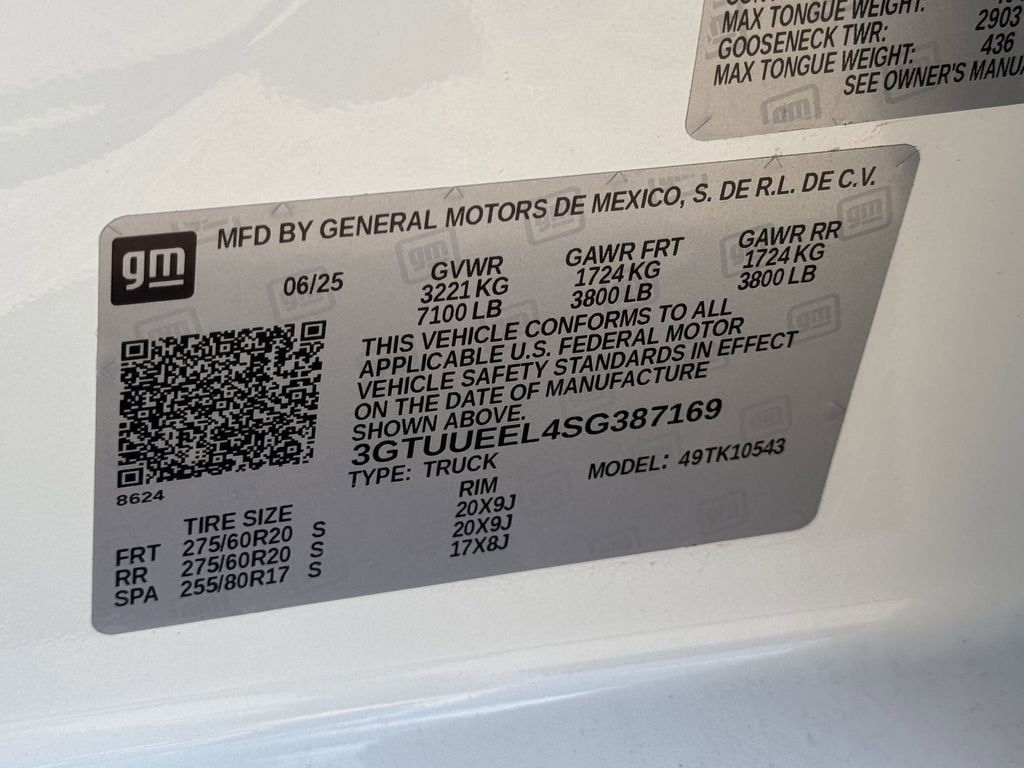 MAX TONGUE WEIGHT:
GOOSENECK TWR: 2903
MAX TONGUE WEIGHT: 436
SEE OWNER'S
gm
MFD BY GENERAL MOTORS DE MEXICO, S. DE R.L. DE C.V.
gm
06/25
GVWR GAWR FRT GAWR RR
3221 KG 1724 KG 1724 KG
7100 LB 3800 LB 3800 LB
THIS VEHICLE CONFORMS TO ALL
APPLICABLE U.S. FEDERAL MOTOR
VEHICLE SAFETY STANDARDS IN EFFECT
ON THE DATE OF MANUFACTURE
SHOWN ABOVE.
3GTUUEEL4SG387169
TYPE: TRUCK MODEL: 49TK10543
8624
TIRE SIZE RIM
FRT 275/60R20 S 20X9J
RR 275/60R20 S 20X9J
SPA 255/80R17 S 17X8J